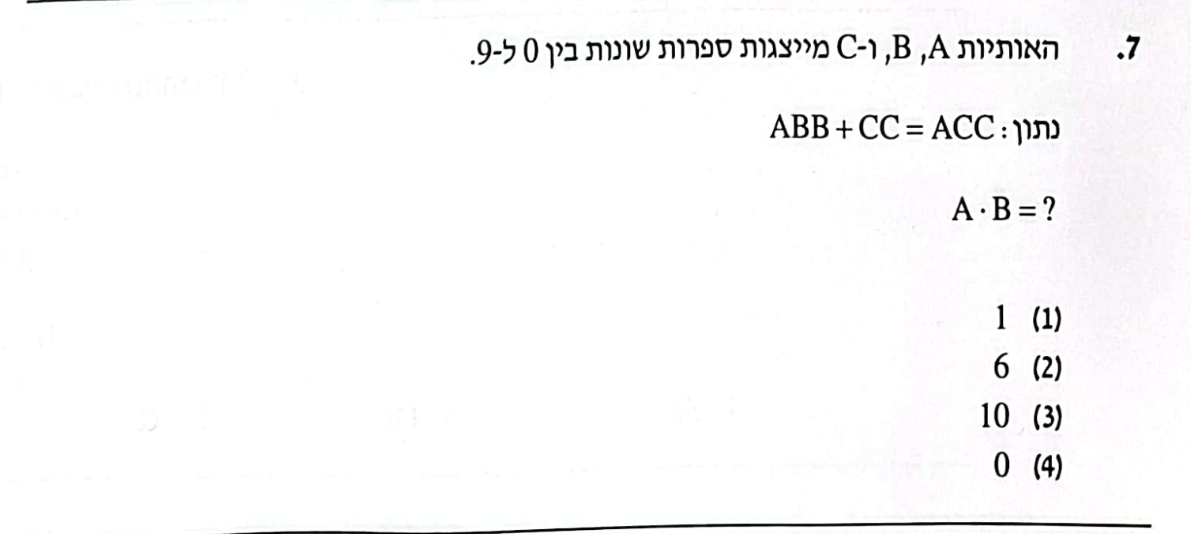 7. האותיות A, B, ו-C מייצגות ספרות שונות בין 0 ל-9.
נתון: ABB + CC = ACC
A · B = ?
(1) 1
(2) 6
(3) 10
(4) 0